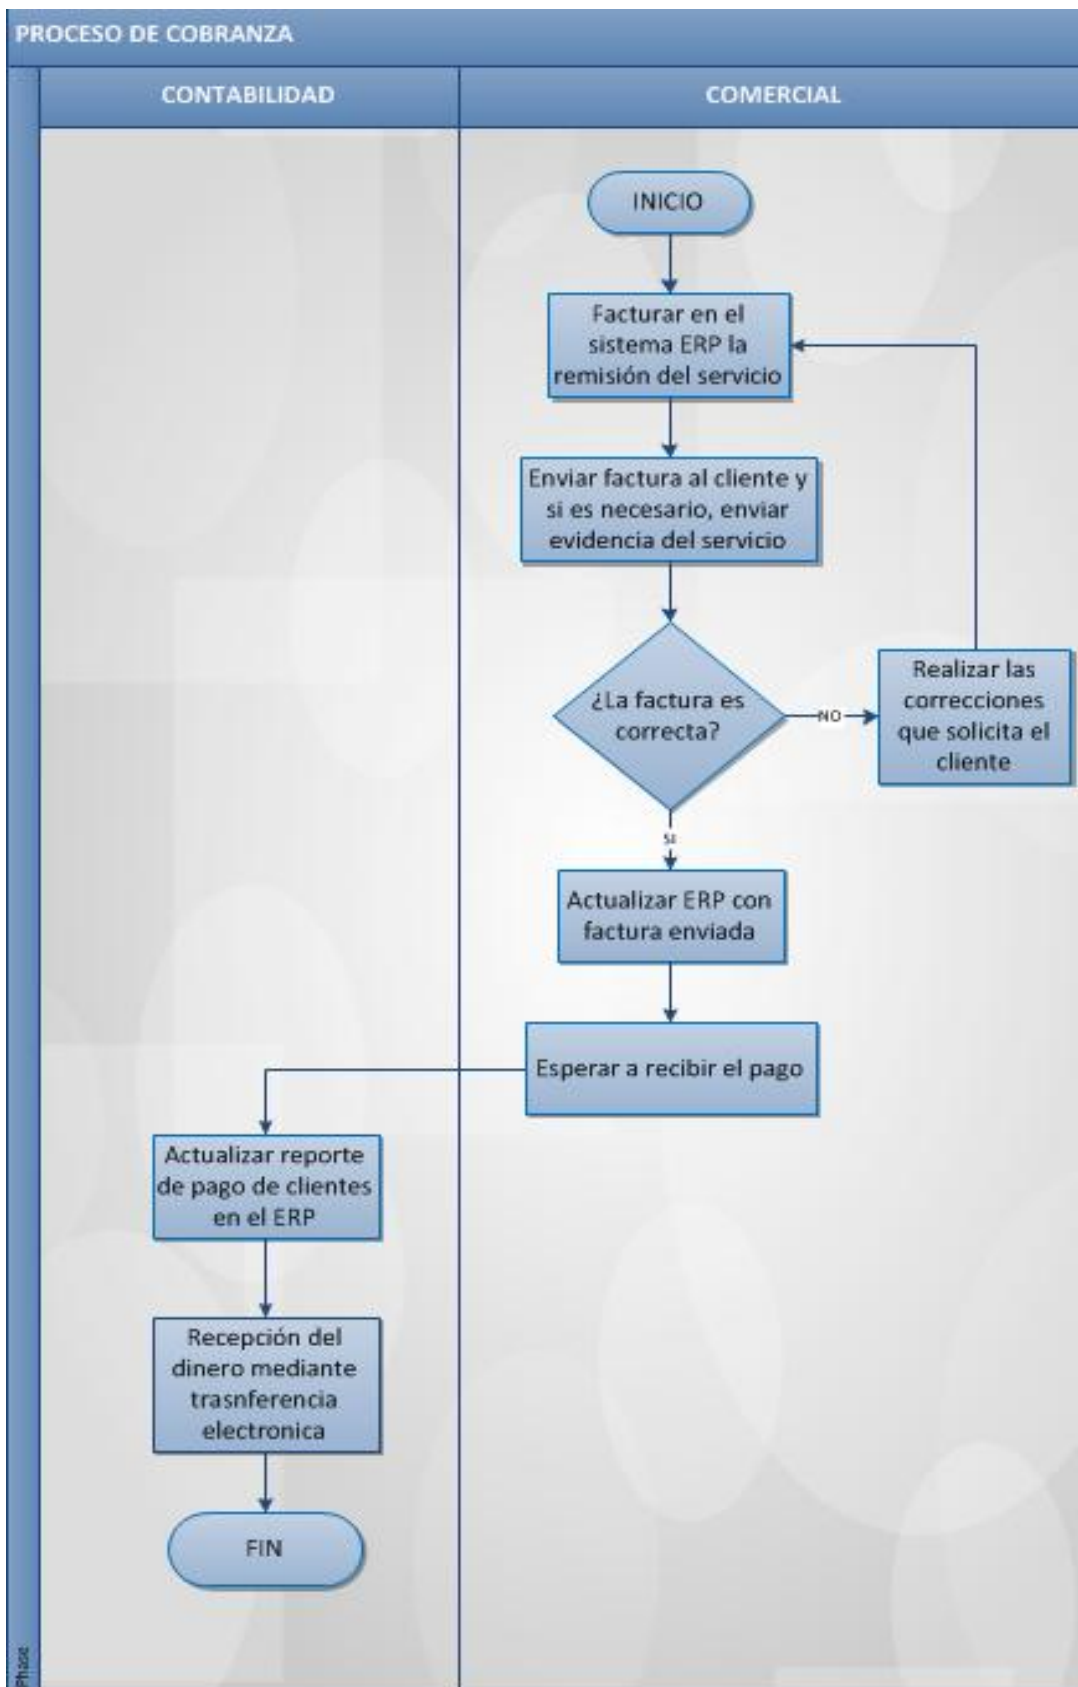 PROCESO DE COBRANZA
CONTABILIDAD
COMERCIAL
INICIO
Facturar en el
sistema ERP la
remisión del servicio
Enviar factura al cliente y
si es necesario, enviar
evidencia del servicio
¿La factura es
correcta?
NO
Realizar las
correcciones
que solicita el
cliente
SI
Actualizar ERP con
factura enviada
Esperar a recibir el pago
Actualizar reporte
de pago de clientes
en el ERP
Recepción del
dinero mediante
trasnferencia
electronica
FIN
Phase